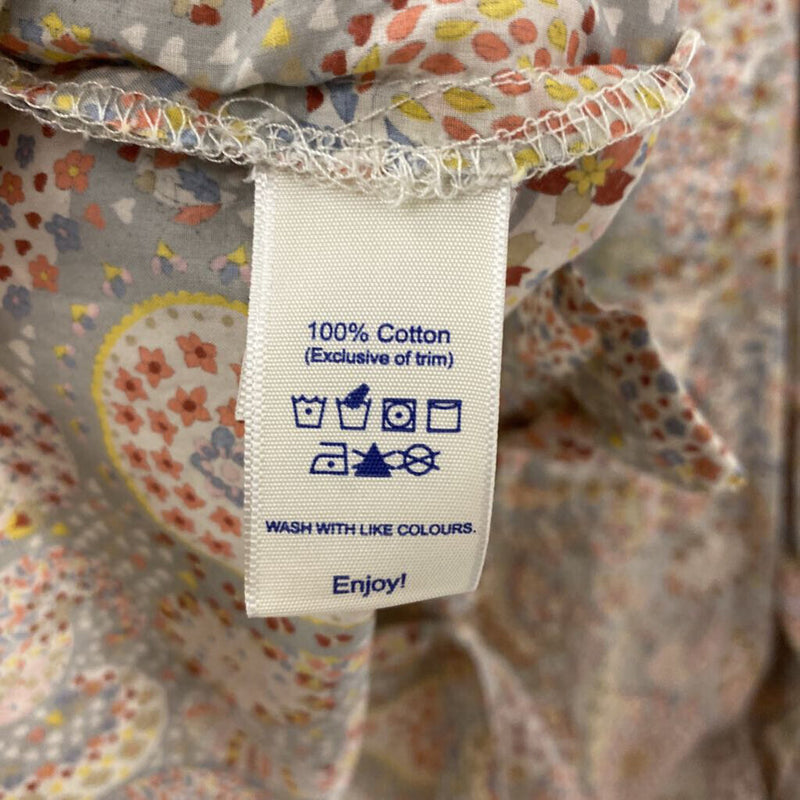 100% Cotton
(Exclusive of trim)
WASH WITH LIKE COLOURS.
Enjoy!